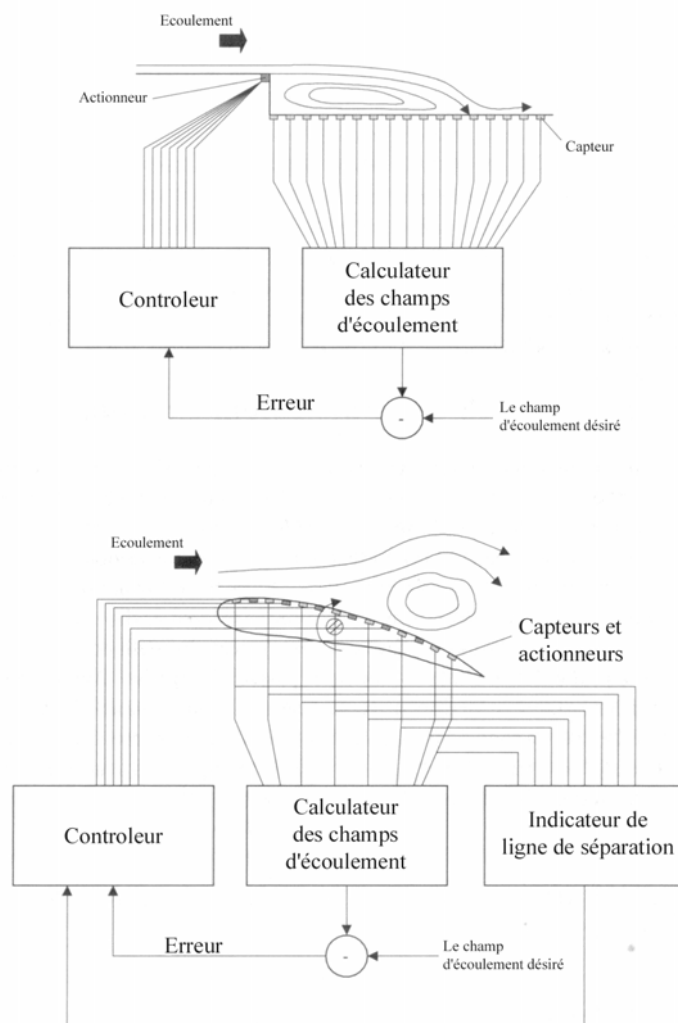 Ecoulement
Actionneur
Capteur
Controleur
Calculateur
des champs
d'écoulement
Erreur
-
Le champ
d'écoulement désiré
Ecoulement
Capteurs et
actionneurs
Controleur
Calculateur
des champs
d'écoulement
Indicateur de
ligne de séparation
Erreur
-
Le champ
d'écoulement désiré